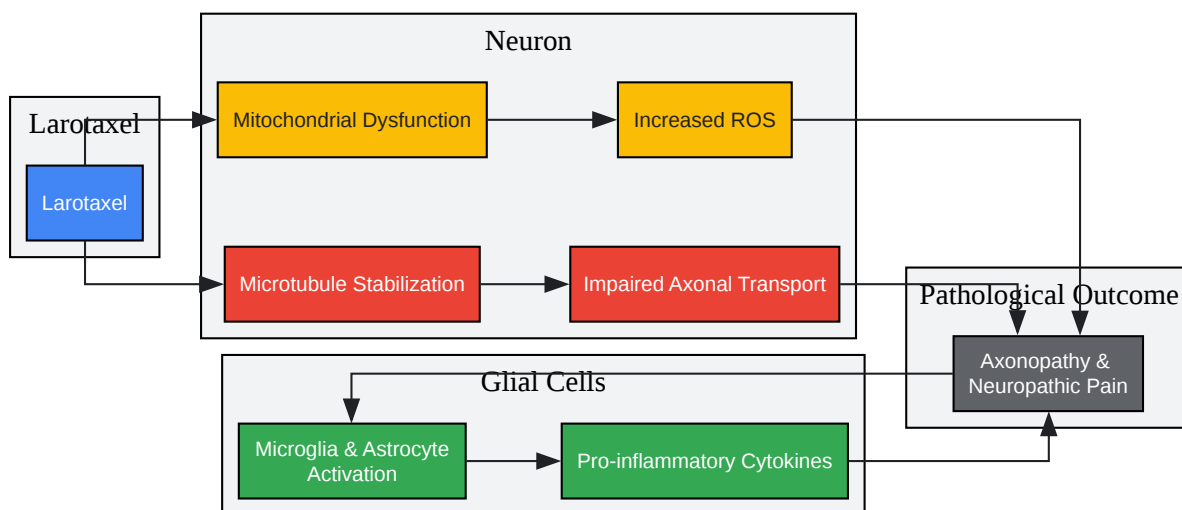 Neuron
Larotaxel
Mitochondrial Dysfunction
Increased ROS
Larotaxel
Microtubule Stabilization
Impaired Axonal Transport
Pathological Outcome
Axonopathy &
Neuropathic Pain
Glial Cells
Microglia & Astrocyte
Activation
Pro-inflammatory Cytokines